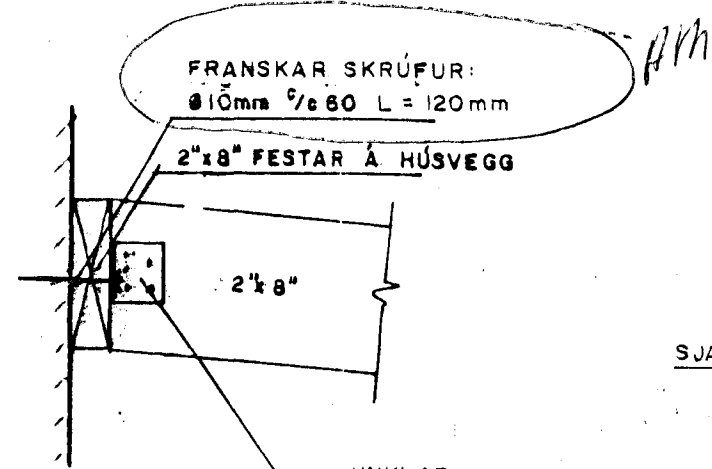 FRANSKAR SKRÚFUR:
ø10mm c/c 60 L = 120mm
2"x8" FESTAR Á HÚSVEGG
2"x8"